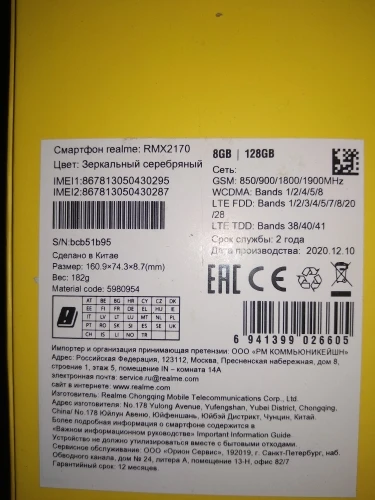 Смартфон realme: RMX2170
Цвет: Зеркальный серебряный
IMEI1:867813050430295
IMEI2:867813050430287
S/N:bcb51b95
Сделано в Китае
Размер: 160.9×74.3×8.7(mm)
Вес: 182g
Material code: 5980954
8GB | 128GB
Сеть:
GSM: 850/900/1800/1900MHz
WCDMA: Bands 1/2/4/5/8
LTE FDD: Bands 1/2/3/4/5/7/8/20
/28
LTE TDD: Bands 38/40/41
Срок службы: 2 года
Дата производства: 2020.12.10
EAC CE
AT BE BG HR CY CZ DK
EE FI FR DE EL HU IE
IT LV LT LU MT NL PL
PT RO SK SI ES SE UK
CH IS LI NO TR
6 941399 026605
Импортер и организация принимающая претензии: ООО «РМ КОММЬЮНИКЕЙШН»
Адрес: Российская Федерация, 123112, Москва, Пресненская набережная, дом 8,
строение 1, этаж 5, помещение IN – комната 14А
электронная почта: service.ru@realme.com
сайт в интернете: www.realme.com
Изготовитель: Realme Chongqing Mobile Telecommunications Corp., Ltd.
Адрес изготовителя: No.178 Yulong Avenue, Yufengshan, Yubei District, Chongqing,
China/ No.178 Юйлун Авеню, Юйфеншань, Юйбэй Дистрикт, Чунцин, Китай.
Более подробная информация о смартфоне содержится в
«Важном информационном руководстве» Important Information Guide.
Устройство не должно утилизироваться вместе с бытовыми отходами.
Сервисное обслуживание: ООО «Орион Сервис», 192019, г. Санкт-Петербург, наб.
Обводного канала, дом 24, литер А, помещение 13-Н, офис 82/7
Гарантийный срок: 12 месяцев.